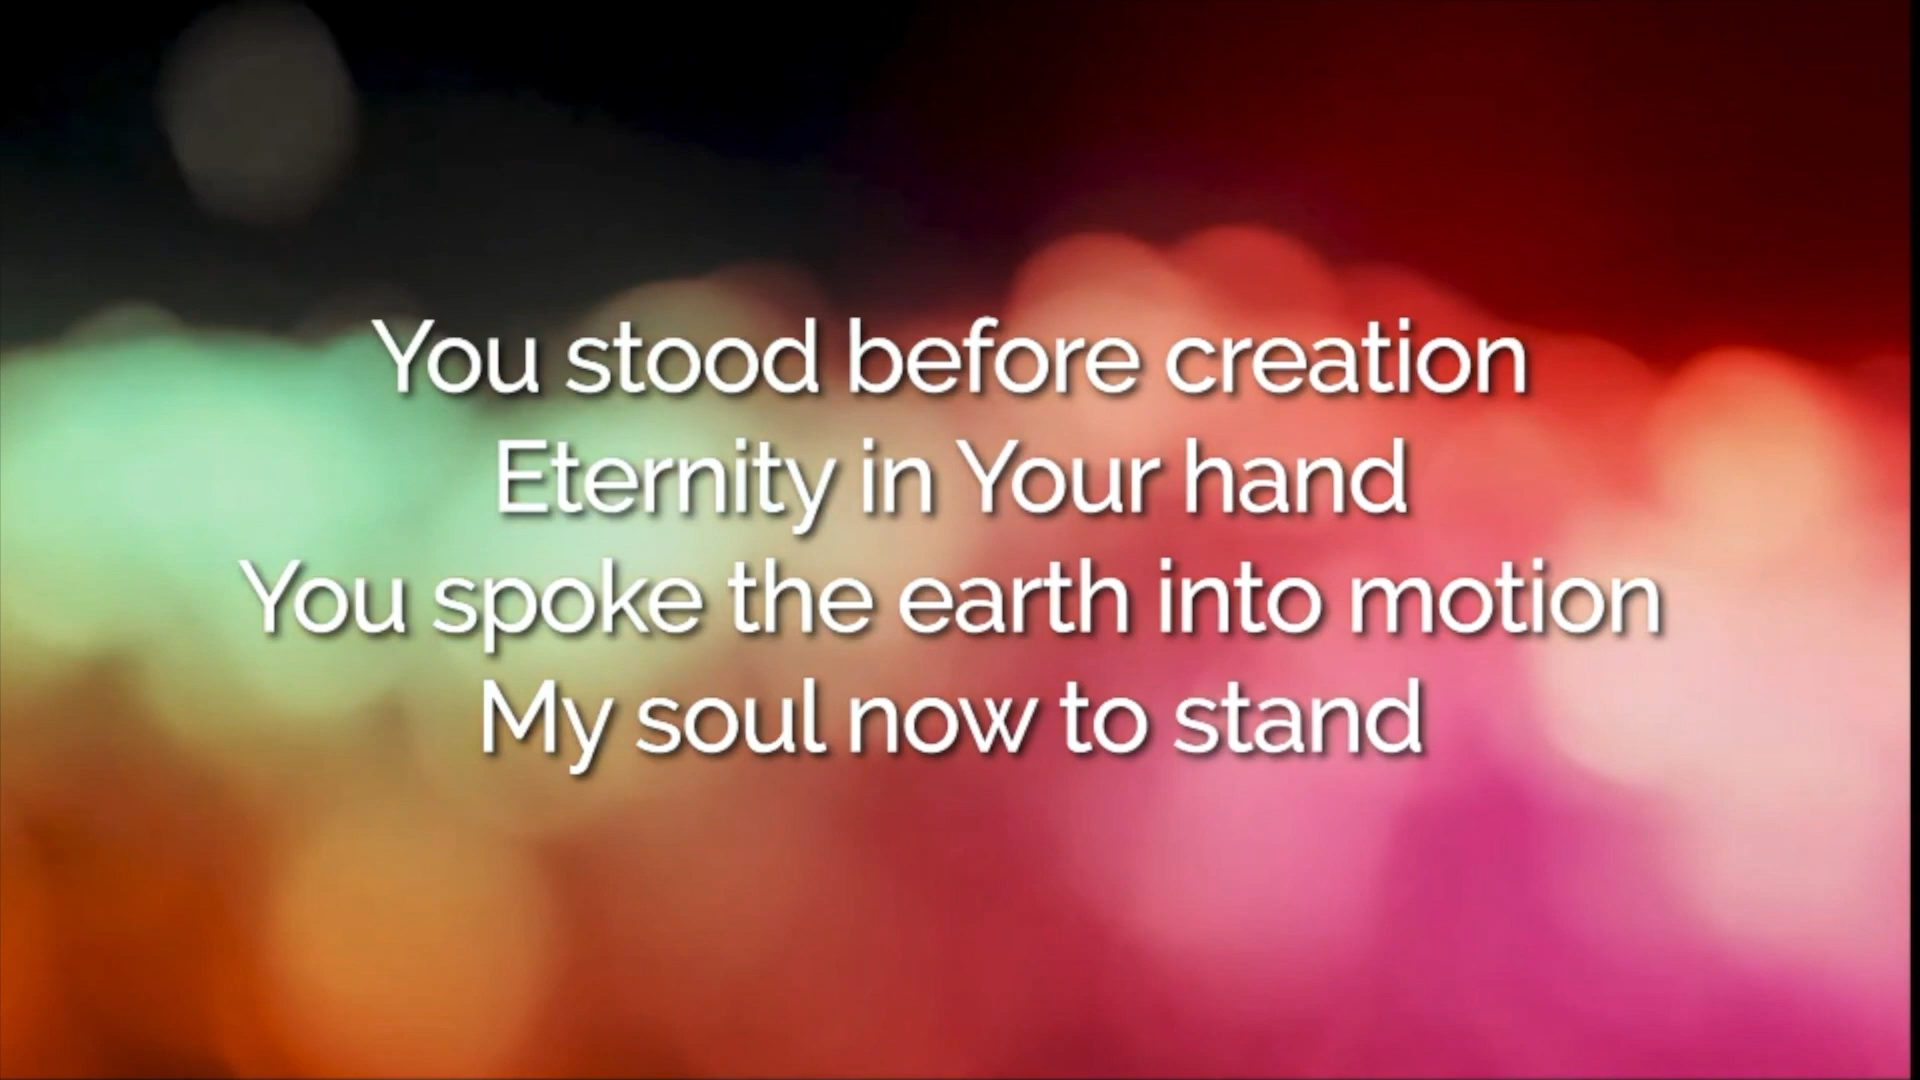 You stood before creation
Eternity in Your hand
You spoke the earth into motion
My soul now to stand